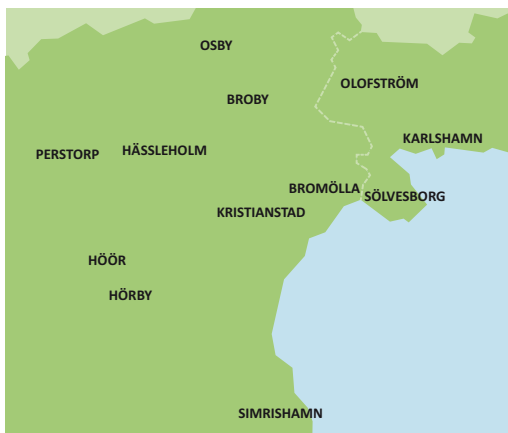 OSBY
OLOFSTRÖM
BROBY
KARLSHAMN
HÄSSLEHOLM
PERSTORP
BROMÖLLA
SÖLVESBORG
KRISTIANSTAD
HÖÖR
HÖRBY
SIMRISHAMN